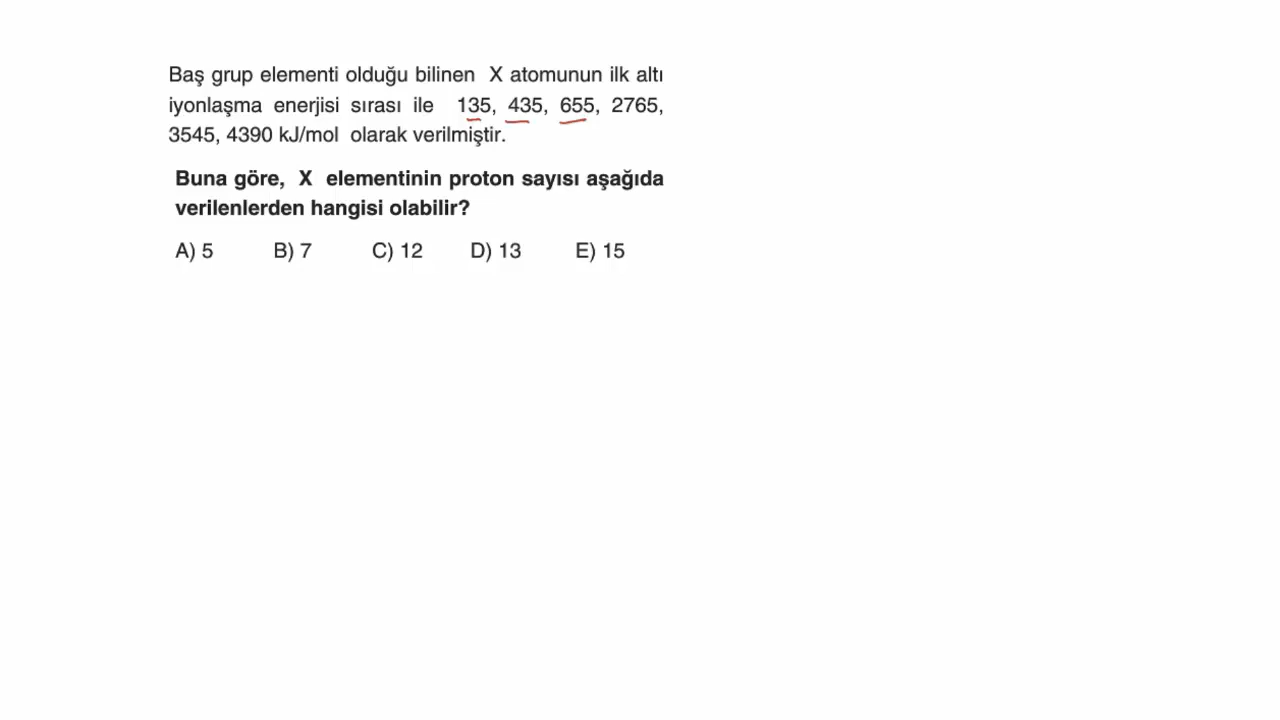 Baş grup elementi olduğu bilinen X atomunun ilk altı
iyonlaşma enerjisi sırası ile 135, 435, 655, 2765,
3545, 4390 kJ/mol olarak verilmiştir.
Buna göre, X elementinin proton sayısı aşağıda
verilenlerden hangisi olabilir?
A) 5 B) 7 C) 12 D) 13 E) 15